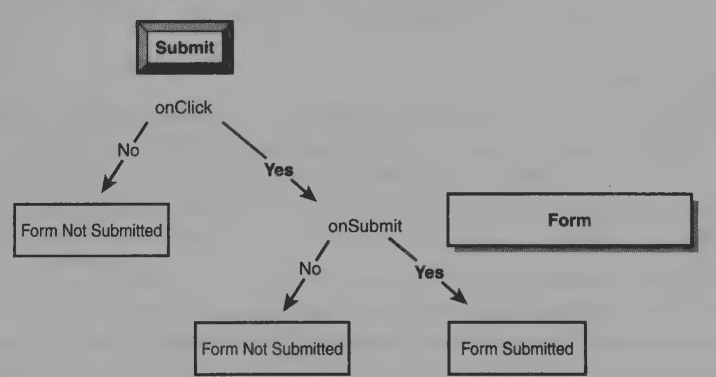 Submit
onClick
No
Yes
Form Not Submitted
onSubmit
Form
No
Yes
Form Not Submitted
Form Submitted